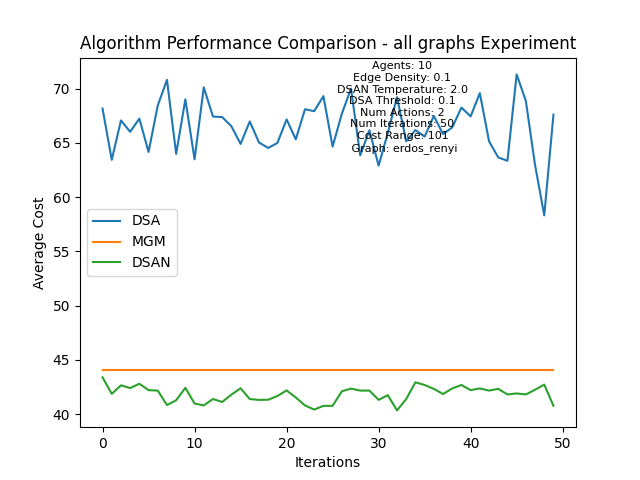 Algorithm Performance Comparison - all graphs Experiment
Agents: 10
Edge Density: 0.1
DSAN Temperature: 2.0
DSA Threshold: 0.1
Num Actions: 2
Num Iterations: 50
Cost Range: 101
Graph: erdos_renyi
70
65
60
55
50
45
40
Average Cost
DSA
MGM
DSAN
0
10
20
30
40
50
Iterations